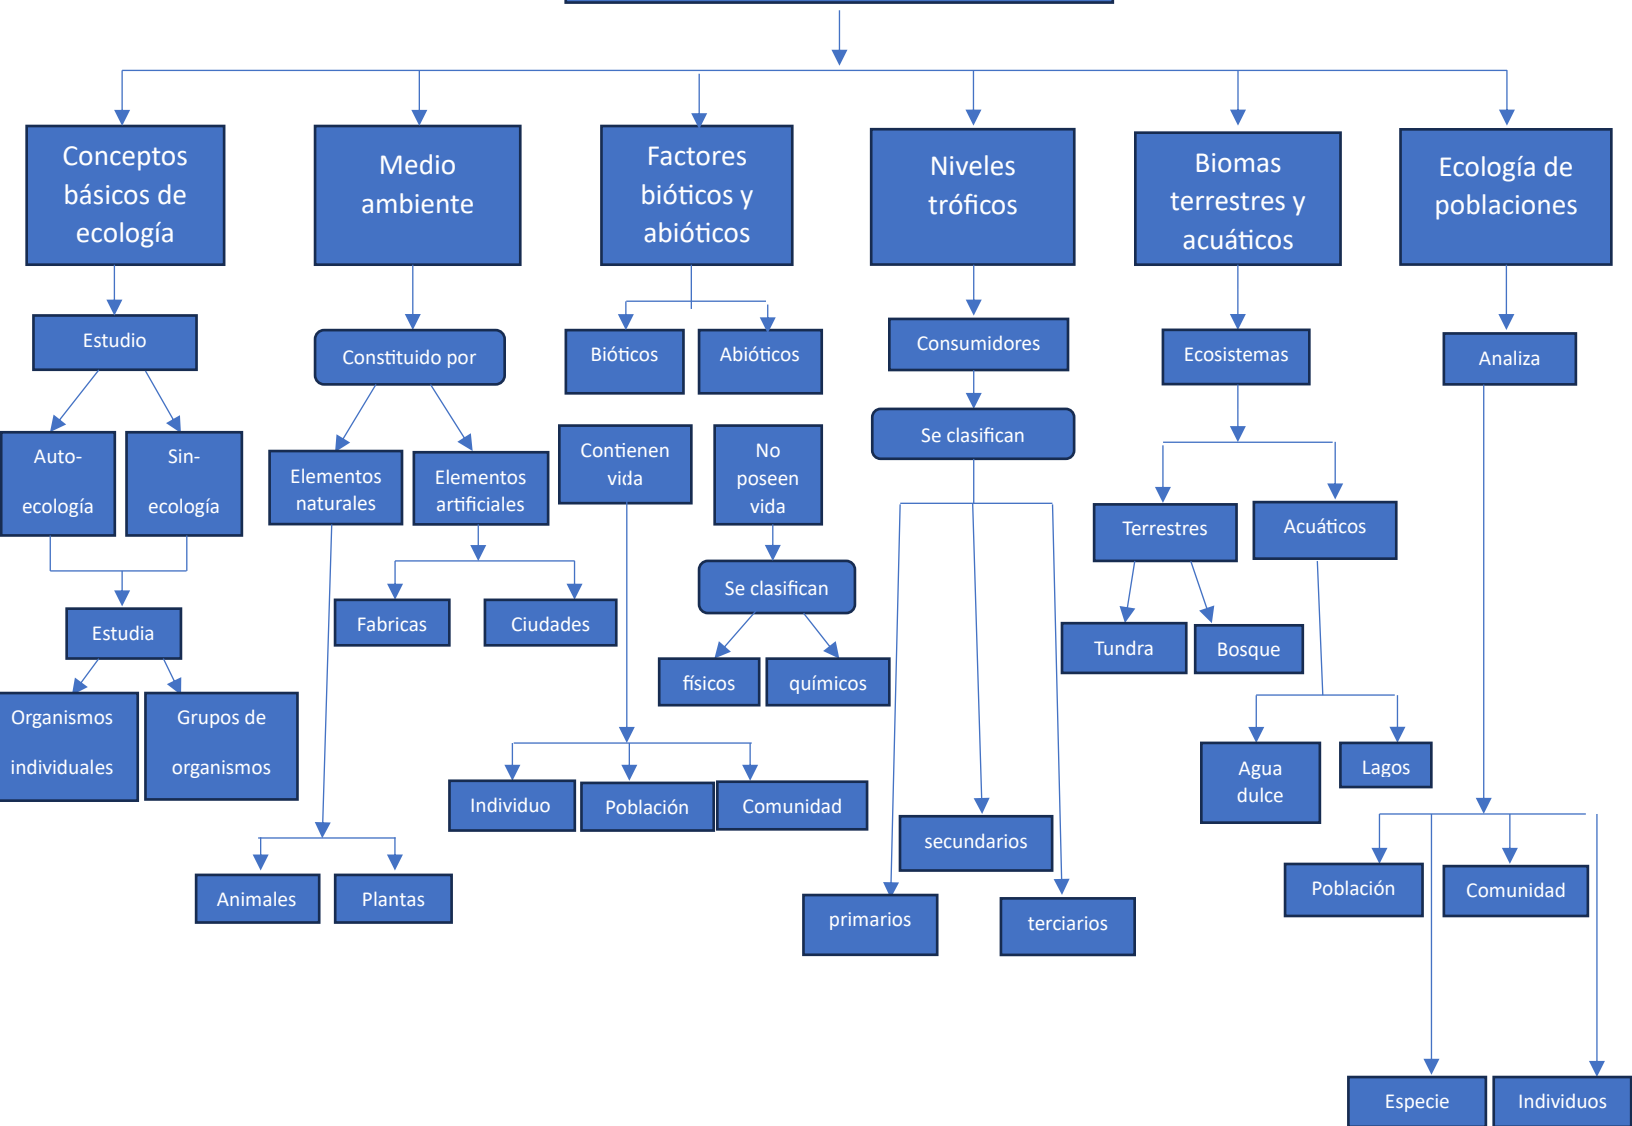 Conceptos
básicos de
ecología
Medio
ambiente
Factores
bióticos y
abióticos
Niveles
tróficos
Biomas
terrestres y
acuáticos
Ecología de
poblaciones
Estudio
Constituido por
Bióticos
Abióticos
Consumidores
Ecosistemas
Analiza
Auto-
ecología
Sin-
ecología
Elementos
naturales
Elementos
artificiales
Contienen
vida
No
poseen
vida
Se clasifican
Terrestres
Acuáticos
Estudia
Fabricas
Ciudades
Se clasifican
Tundra
Bosque
físicos
químicos
Organismos
individuales
Grupos de
organismos
Agua
dulce
Lagos
Individuo
Población
Comunidad
secundarios
Animales
Plantas
primarios
terciarios
Población
Comunidad
Especie
Individuos